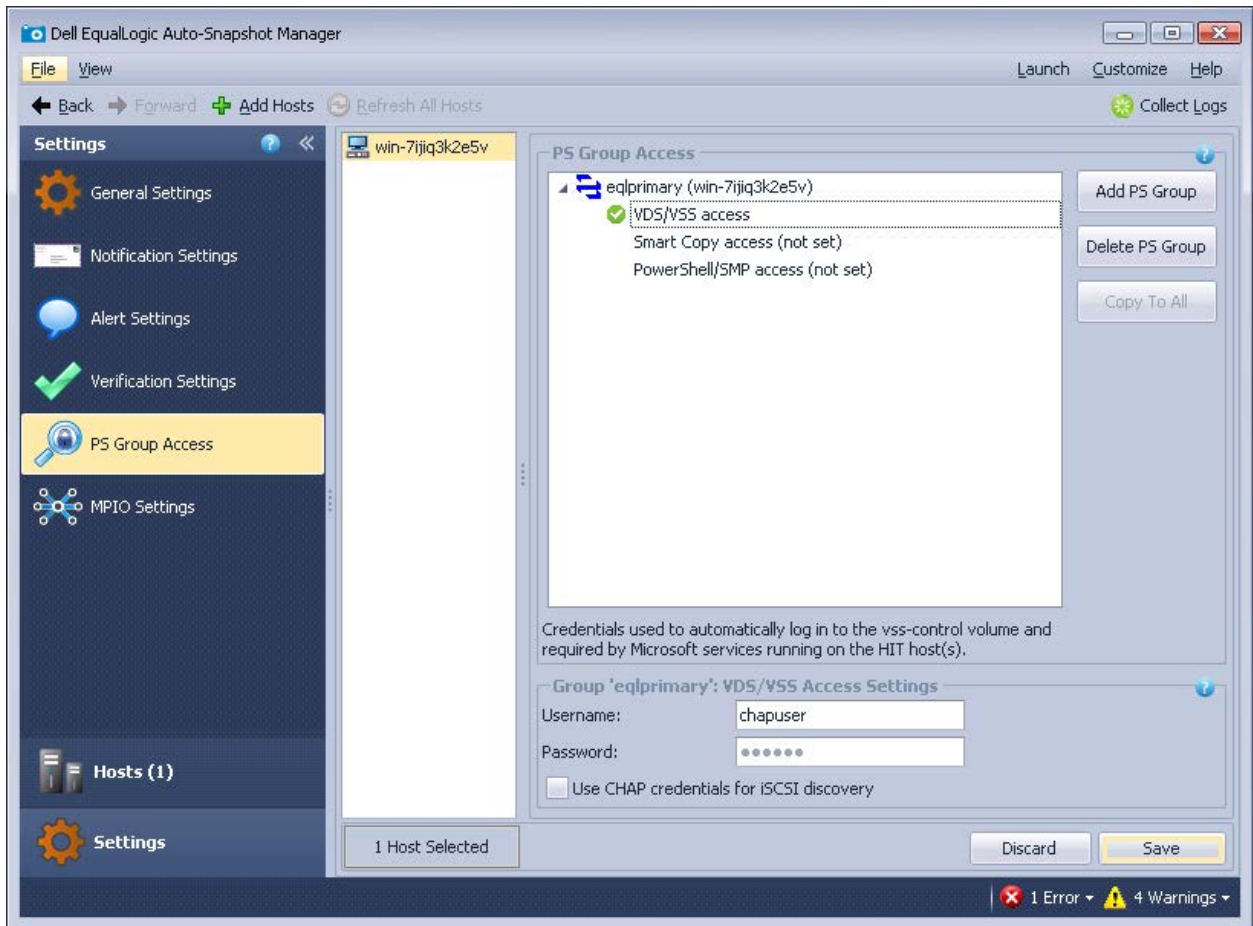 Dell EqualLogic Auto-Snapshot Manager
File View Launch Customize Help
Back Forward Add Hosts Refresh All Hosts Collect Logs
Settings
General Settings
Notification Settings
Alert Settings
Verification Settings
PS Group Access
MPIO Settings
Hosts (1)
Settings
win-7ijiq3k2e5v
1 Host Selected
PS Group Access
eqlprimary (win-7ijiq3k2e5v)
VDS/VSS access
Smart Copy access (not set)
PowerShell/SMP access (not set)
Add PS Group
Delete PS Group
Copy To All
Credentials used to automatically log in to the vss-control volume and
required by Microsoft services running on the HIT host(s).
Group 'eqlprimary': VDS/VSS Access Settings
Username: chapuser
Password: ●●●●●●
Use CHAP credentials for iSCSI discovery
Discard Save
1 Error 4 Warnings